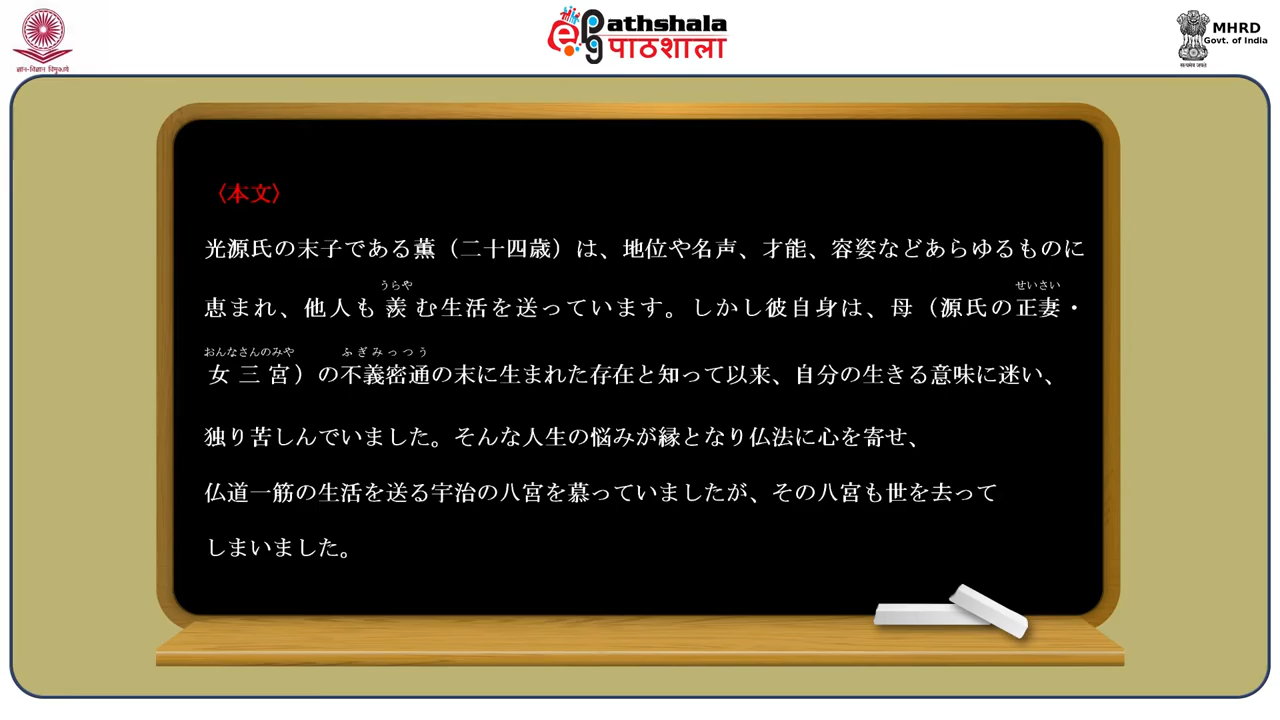 ज्ञान-विज्ञान विमुक्तये
ePathshala
पाठशाला
MHRD
Govt. of India
सत्यमेव जयते
〈本文〉
光源氏の末子である薫（二十四歳）は、地位や名声、才能、容姿などあらゆるものに
うらや
せいさい
恵まれ、他人も羨む生活を送っています。しかし彼自身は、母（源氏の正妻・
おんなさんのみや
ふぎみっつう
女三宮）の不義密通の末に生まれた存在と知って以来、自分の生きる意味に迷い、
独り苦しんでいました。そんな人生の悩みが縁となり仏法に心を寄せ、
仏道一筋の生活を送る宇治の八宮を慕っていましたが、その八宮も世を去って
しまいました。